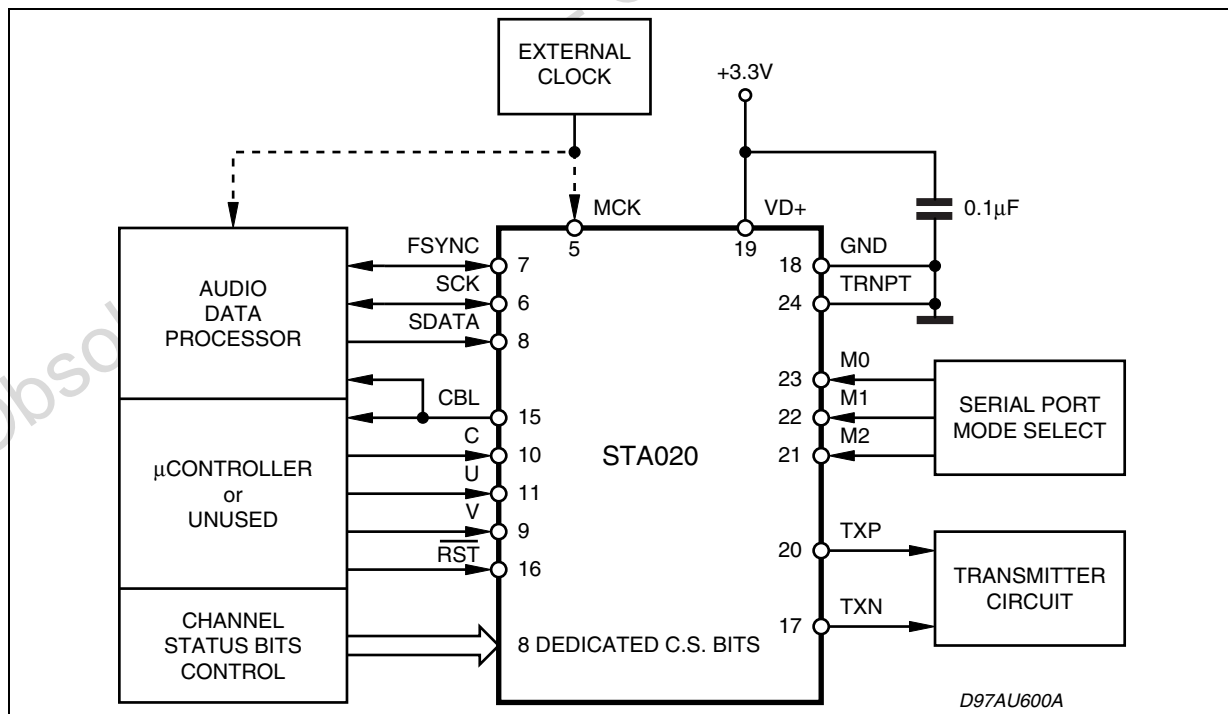 EXTERNAL
CLOCK
+3.3V
MCK
VD+
5
19
0.1μF
AUDIO
DATA
PROCESSOR
FSYNC
7
SCK
6
SDATA
8
GND
18
TRNPT
24
M0
23
M1
22
M2
21
SERIAL PORT
MODE SELECT
CBL
15
C
10
U
11
V
9
RST
16
μCONTROLLER
or
UNUSED
STA020
TXP
20
TXN
17
TRANSMITTER
CIRCUIT
CHANNEL
STATUS BITS
CONTROL
8 DEDICATED C.S. BITS
D97AU600A